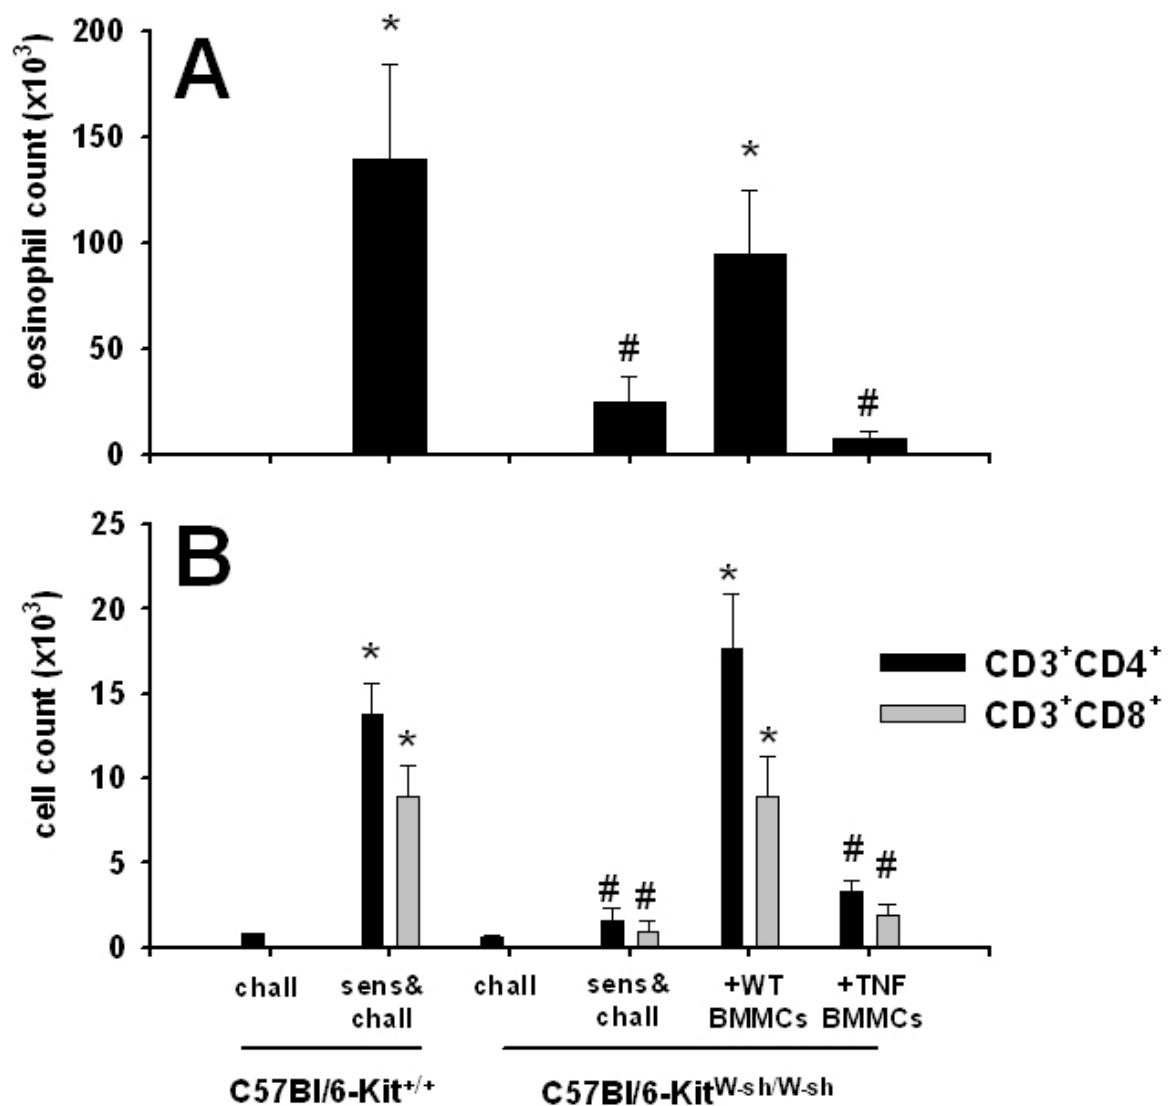 A
eosinophil count (x10³)
200
150
100
50
0
*
#
*
#
B
cell count (x10³)
25
20
15
10
5
0
*
*
#
#
*
*
#
#
CD3⁺CD4⁺
CD3⁺CD8⁺
chall
sens&
chall
chall
sens&
chall
+WT
BMMCs
+TNF
BMMCs
C57Bl/6-Kit⁺/⁺
C57Bl/6-Kit^W-sh/W-sh